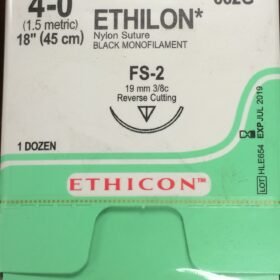 4-0
ETHILON*
(1.5 metric)
Nylon Suture
18" (45 cm)
BLACK MONOFILAMENT
FS-2
19 mm 3/8c
Reverse Cutting
1 DOZEN
LOT HLE654 EXP JUL 2019
ETHICON™